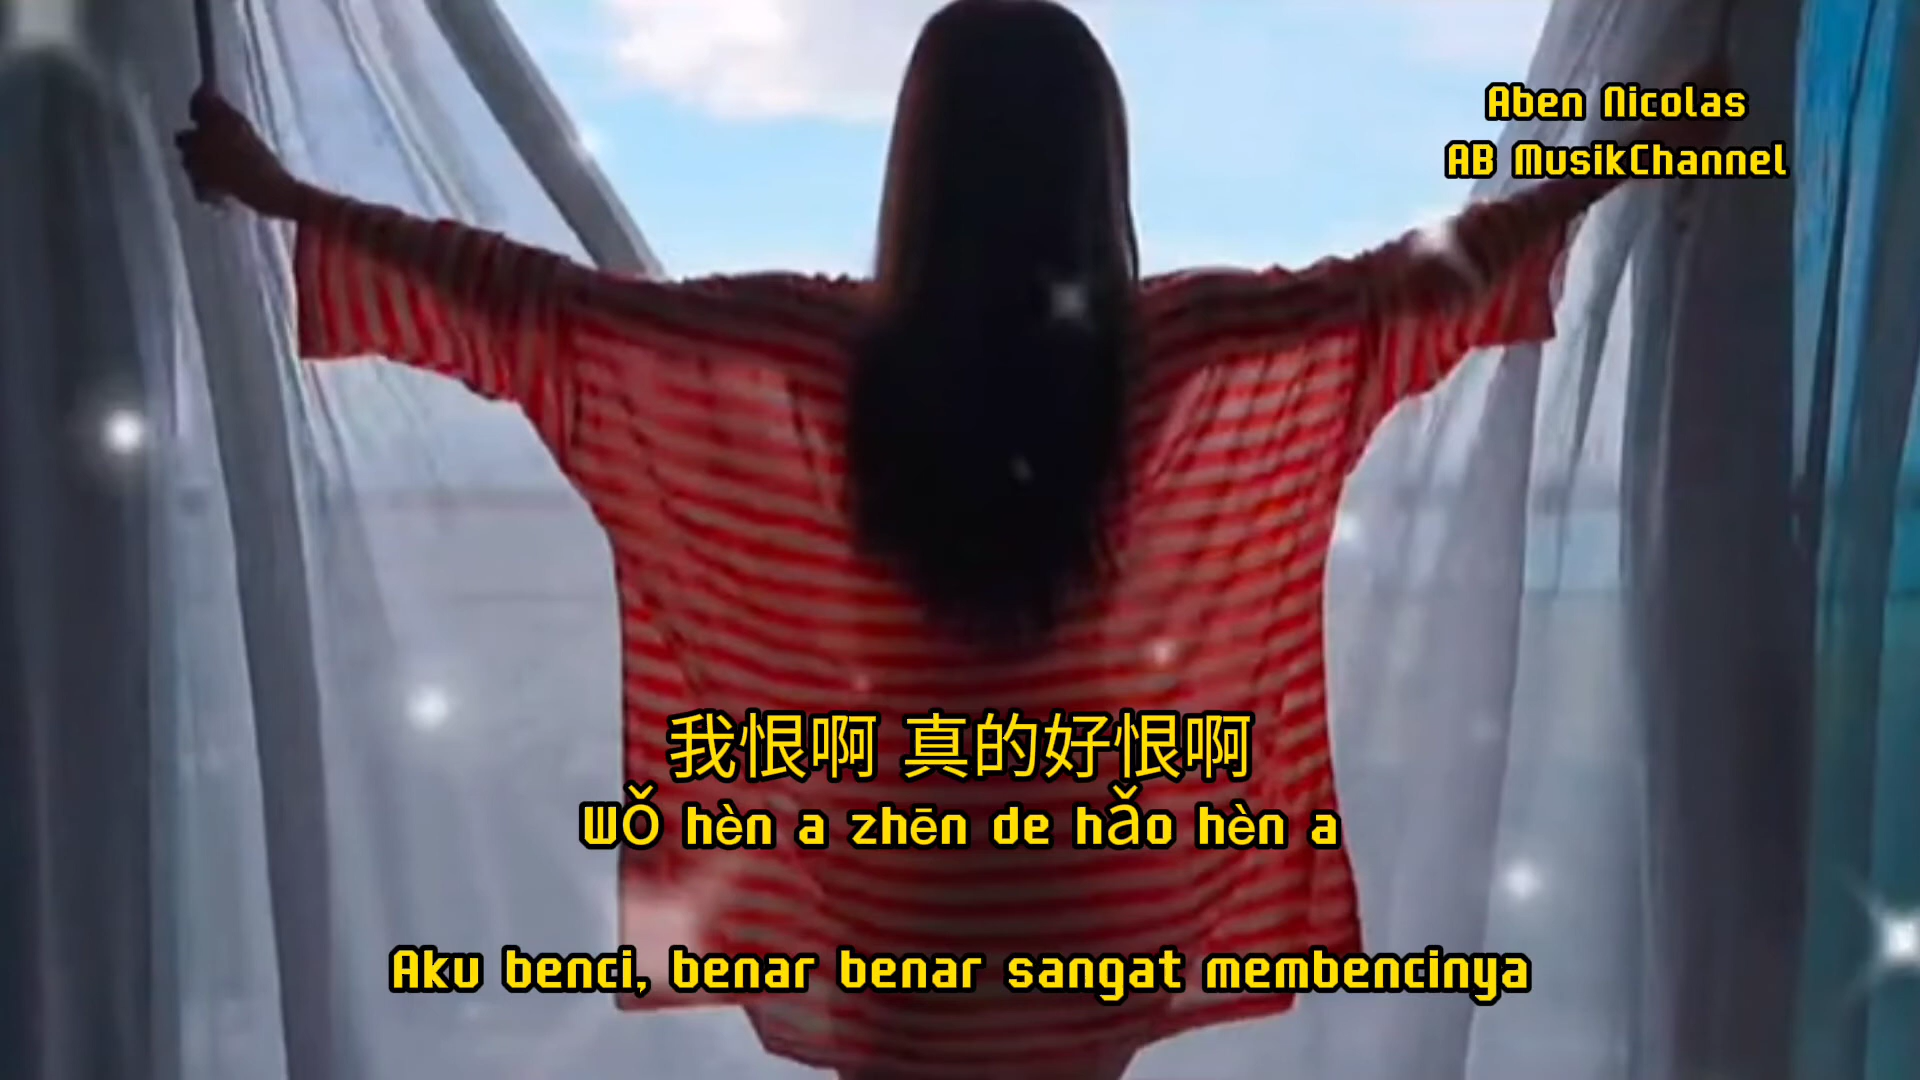 Aben Nicolas
AB MusikChannel
我恨啊 真的好恨啊
Wǒ hèn a zhēn de hǎo hèn a
Aku benci, benar benar sangat membencinya